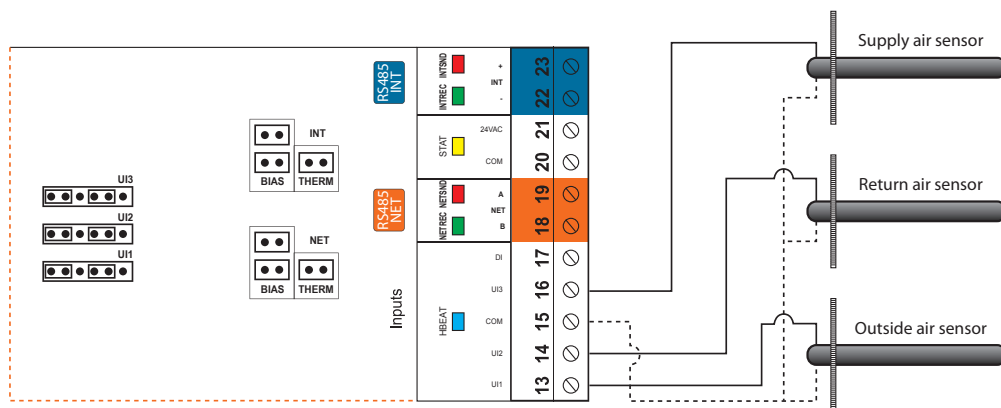 Supply air sensor
Return air sensor
Outside air sensor
RS485
INT
INTSND
INTREC
+
INT
-
23
22
STAT
24VAC
COM
21
20
RS485
NET
NETSND
NETREC
A
NET
B
19
18
Inputs
HBEAT
DI
UI3
COM
UI2
UI1
17
16
15
14
13
INT
BIAS
THERM
NET
BIAS
THERM
UI3
UI2
UI1